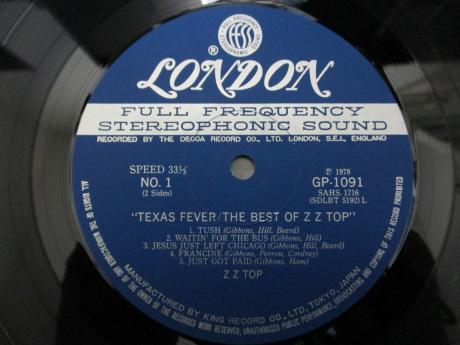 FULL FREQUENCY STEREOPHONIC SOUND
ffss
® LONDON
FULL FREQUENCY
STEREOPHONIC SOUND
RECORDED BY THE DECCA RECORD CO., LTD. LONDON, S.E.I., ENGLAND
SPEED 33⅓
NO. 1
(2 Sides)
℗ 1978
GP-1091
SAHS. 1716
(SDLBT 5192) L
"TEXAS FEVER/THE BEST OF Z Z TOP"
1. TUSH (Gibbons, Hill, Beard)
2. WAITIN' FOR THE BUS (Gibbons, Hill)
3. JESUS JUST LEFT CHICAGO (Gibbons, Hill, Beard)
4. FRANCINE (Gibbons, Perron, Cordray)
5. JUST GOT PAID (Gibbons, Ham)
Z Z TOP
MANUFACTURED BY KING RECORD CO., LTD., TOKYO, JAPAN
ALL RIGHTS OF THE MANUFACTURER AND OF THE OWNER OF THE RECORDED WORK RESERVED, UNAUTHORISED PUBLIC PERFORMANCE, BROADCASTING AND COPYING OF THIS RECORD PROHIBITED